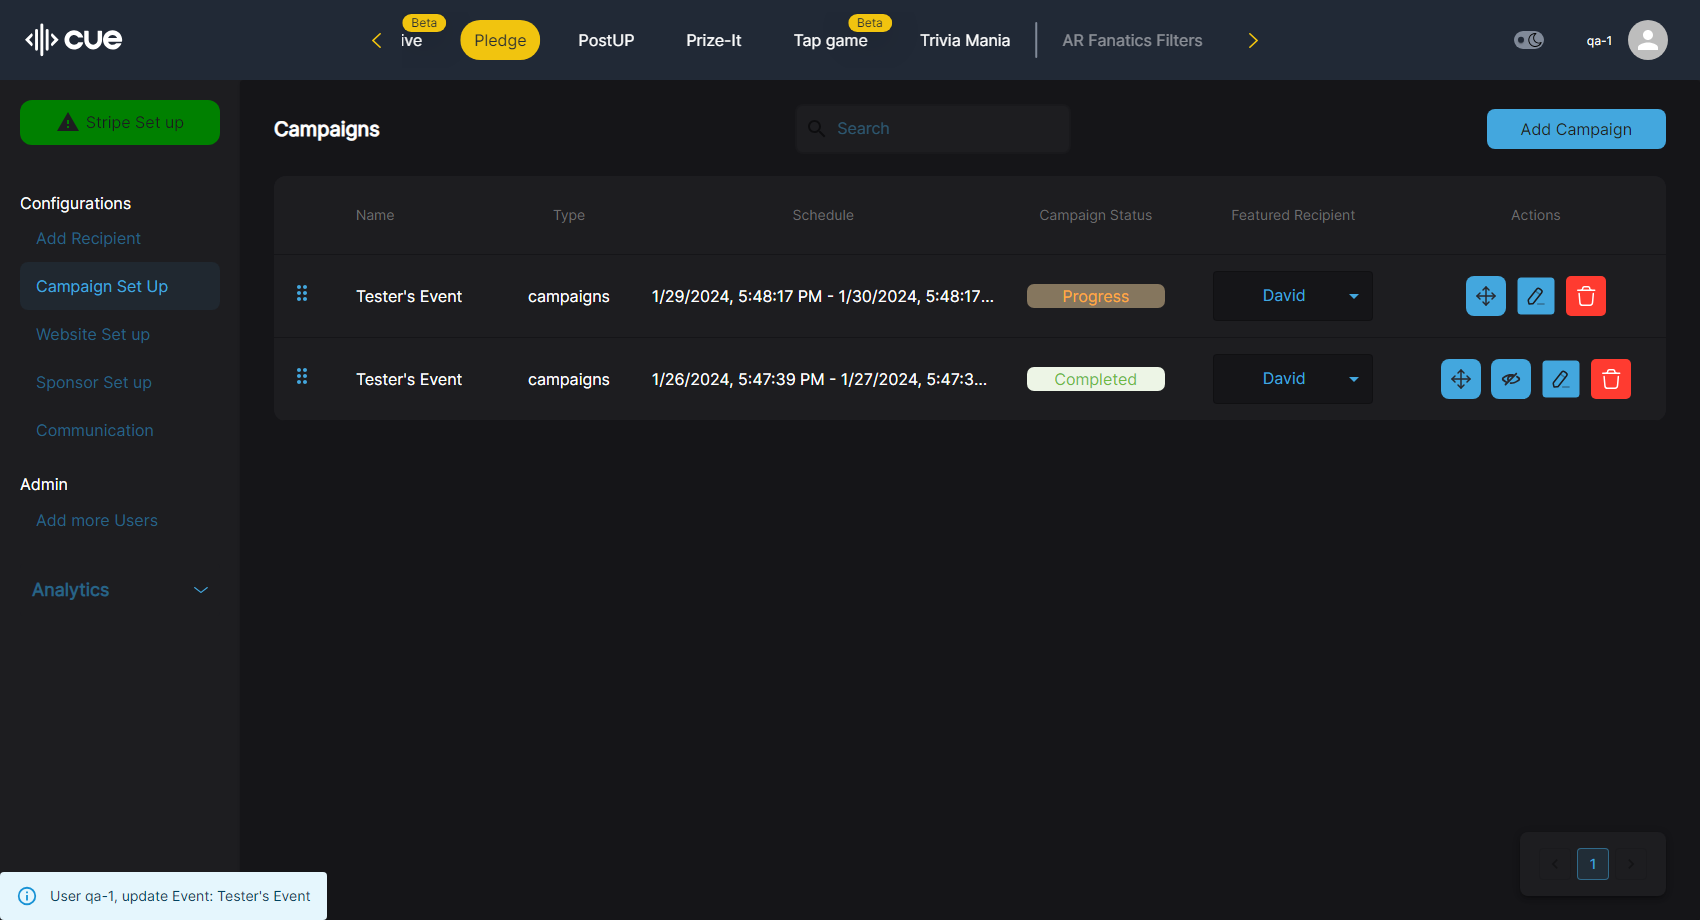 cue
ive
Beta
Pledge
PostUP
Prize-It
Tap game
Beta
Trivia Mania
AR Fanatics Filters
qa-1
Stripe Set up
Configurations
Add Recipient
Campaign Set Up
Website Set up
Sponsor Set up
Communication
Admin
Add more Users
Analytics
Campaigns
Search
Add Campaign
Name Type Schedule Campaign Status Featured Recipient Actions
Tester's Event campaigns 1/29/2024, 5:48:17 PM - 1/30/2024, 5:48:17... Progress David
Tester's Event campaigns 1/26/2024, 5:47:39 PM - 1/27/2024, 5:47:3... Completed David
1
User qa-1, update Event: Tester's Event